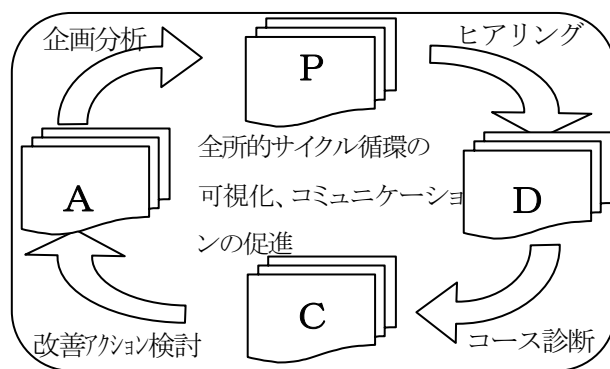 企画分析
P
ヒアリング
全所的サイクル循環の
可視化、コミュニケーショ
ンの促進
A
D
C
改善アクション検討
コース診断